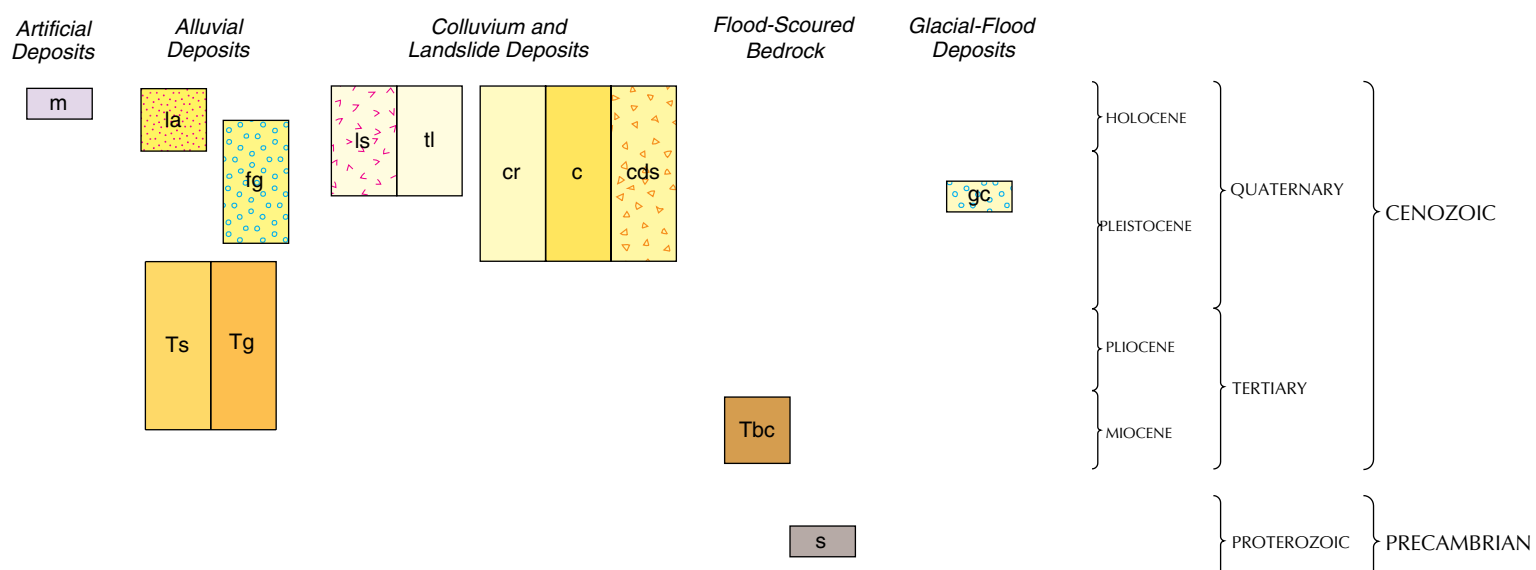 Artificial
Deposits
Alluvial
Deposits
Colluvium and
Landslide Deposits
Flood-Scoured
Bedrock
Glacial-Flood
Deposits
m
la
fg
ls
tl
cr
c
cds
gc
Ts
Tg
Tbc
s
HOLOCENE
PLEISTOCENE
QUATERNARY
CENOZOIC
PLIOCENE
TERTIARY
MIOCENE
PROTEROZOIC
PRECAMBRIAN